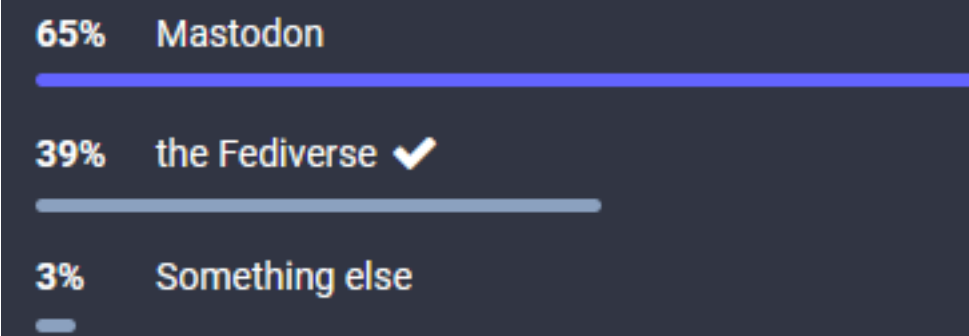 65% Mastodon
39% the Fediverse ✔
3% Something else